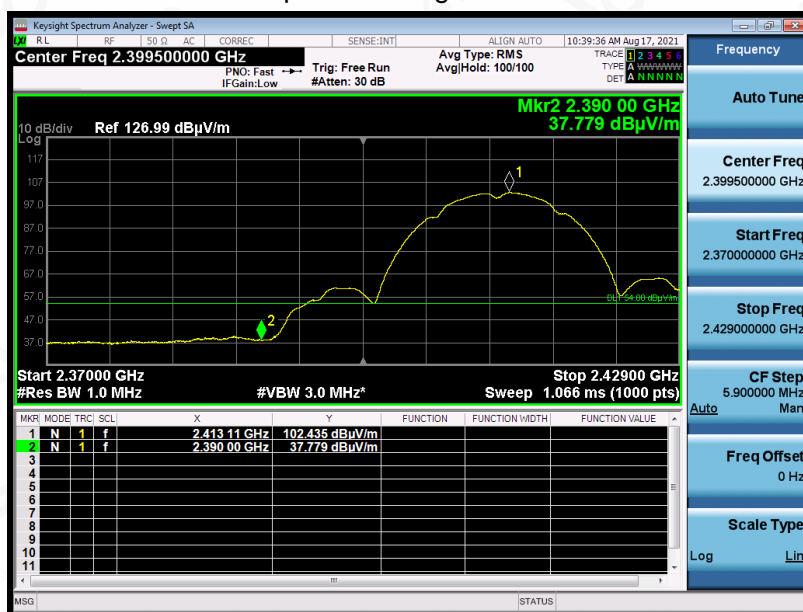 Keysight Spectrum Analyzer - Swept SA
LXI RL RF 50 Ω AC CORREC SENSE:INT ALIGN AUTO 10:39:36 AM Aug 17, 2021
Center Freq 2.399500000 GHz
PNO: Fast
IFGain:Low
Trig: Free Run
#Atten: 30 dB
Avg Type: RMS
Avg|Hold: 100/100
TRACE 1 2 3 4 5 6
TYPE A WWWWW
DET A N N N N N
Mkr2 2.390 00 GHz
37.779 dBµV/m
10 dB/div Ref 126.99 dBµV/m
Log
117
107
97.0
87.0
77.0
67.0
57.0
47.0
37.0
1
2
DL1 54.00 dBµV/m
Start 2.37000 GHz Stop 2.42900 GHz
#Res BW 1.0 MHz #VBW 3.0 MHz* Sweep 1.066 ms (1000 pts)
MKR MODE TRC SCL X Y FUNCTION FUNCTION WIDTH FUNCTION VALUE
1 N 1 f 2.413 11 GHz 102.435 dBµV/m
2 N 1 f 2.390 00 GHz 37.779 dBµV/m
3
4
5
6
7
8
9
10
11
MSG STATUS
Frequency
Auto Tune
Center Freq
2.399500000 GHz
Start Freq
2.370000000 GHz
Stop Freq
2.429000000 GHz
CF Step
5.900000 MHz
Auto Man
Freq Offset
0 Hz
Scale Type
Log Lin